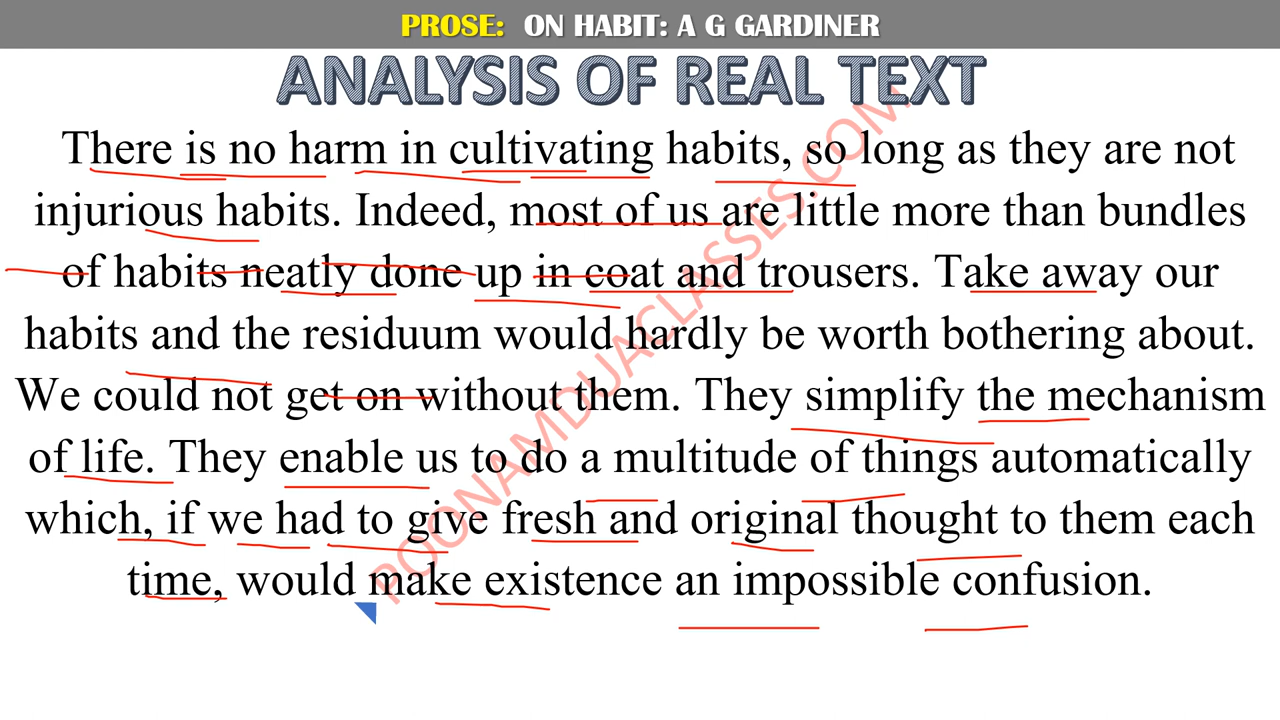 PROSE: ON HABIT: A G GARDINER
ANALYSIS OF REAL TEXT
There is no harm in cultivating habits, so long as they are not
injurious habits. Indeed, most of us are little more than bundles
of habits neatly done up in coat and trousers. Take away our
habits and the residuum would hardly be worth bothering about.
We could not get on without them. They simplify the mechanism
of life. They enable us to do a multitude of things automatically
which, if we had to give fresh and original thought to them each
time, would make existence an impossible confusion.
POONAMDUACLASSES.COM